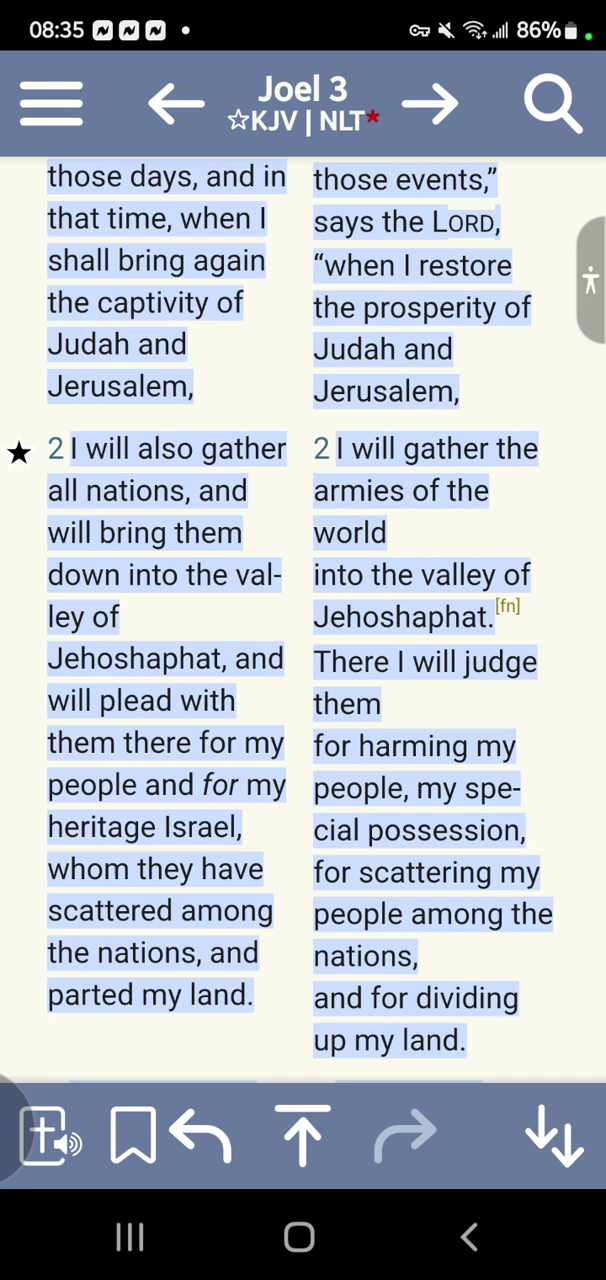 08:35
86%
Joel 3
☆KJV | NLT*
those days, and in
that time, when I
shall bring again
the captivity of
Judah and
Jerusalem,
2 I will also gather
all nations, and
will bring them
down into the val-
ley of
Jehoshaphat, and
will plead with
them there for my
people and for my
heritage Israel,
whom they have
scattered among
the nations, and
parted my land.
those events,”
says the LORD,
“when I restore
the prosperity of
Judah and
Jerusalem,
2 I will gather the
armies of the
world
into the valley of
Jehoshaphat.[fn]
There I will judge
them
for harming my
people, my spe-
cial possession,
for scattering my
people among the
nations,
and for dividing
up my land.